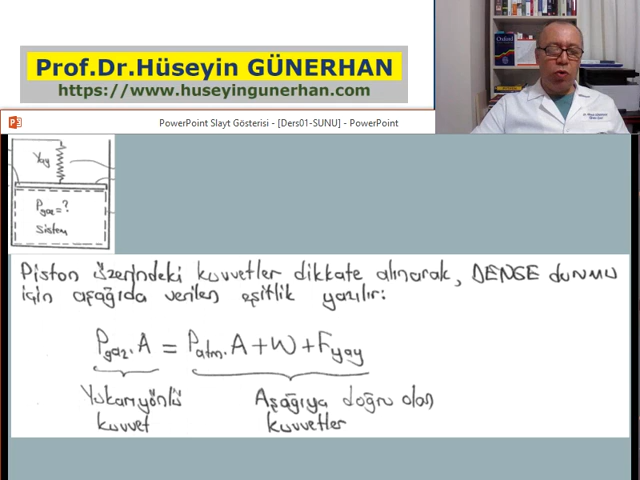 Prof.Dr.Hüseyin GÜNERHAN
https://www.huseyingunerhan.com
PowerPoint Slayt Gösterisi - [Ders01-SUNU] - PowerPoint
Yay
Pgaz=?
Sistem
Piston üzerindeki kuvvetler dikkate alınarak, DENGE durumu
için aşağıda verilen eşitlik yazılır:
Pgaz.A = Patm.A+W+Fyay
Yukarı yönlü
kuvvet
Aşağıya doğru olan
kuvvetler
Oxford